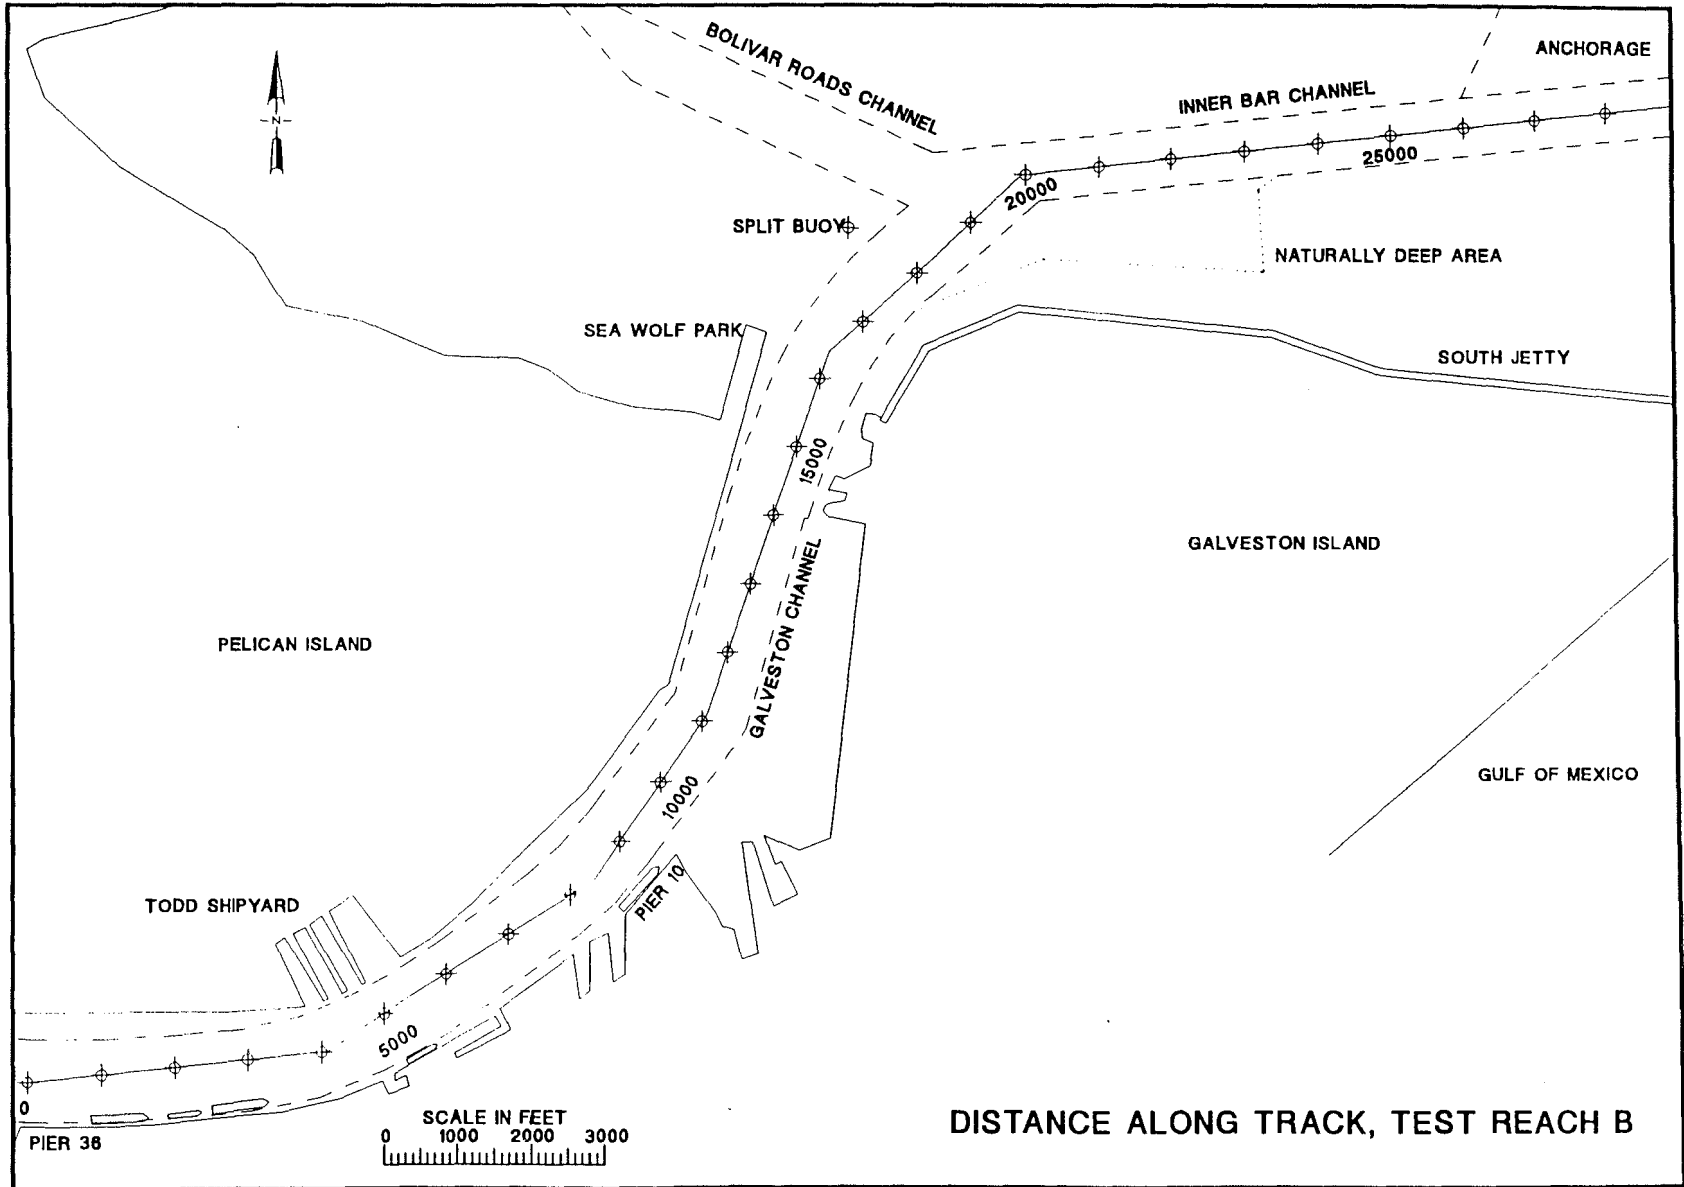 BOLIVAR ROADS CHANNEL
ANCHORAGE
INNER BAR CHANNEL
N
25000
20000
SPLIT BUOY
NATURALLY DEEP AREA
SEA WOLF PARK
SOUTH JETTY
15000
GALVESTON ISLAND
GALVESTON CHANNEL
PELICAN ISLAND
GULF OF MEXICO
10000
PIER 10
TODD SHIPYARD
5000
0
PIER 36
SCALE IN FEET
0 1000 2000 3000
DISTANCE ALONG TRACK, TEST REACH B